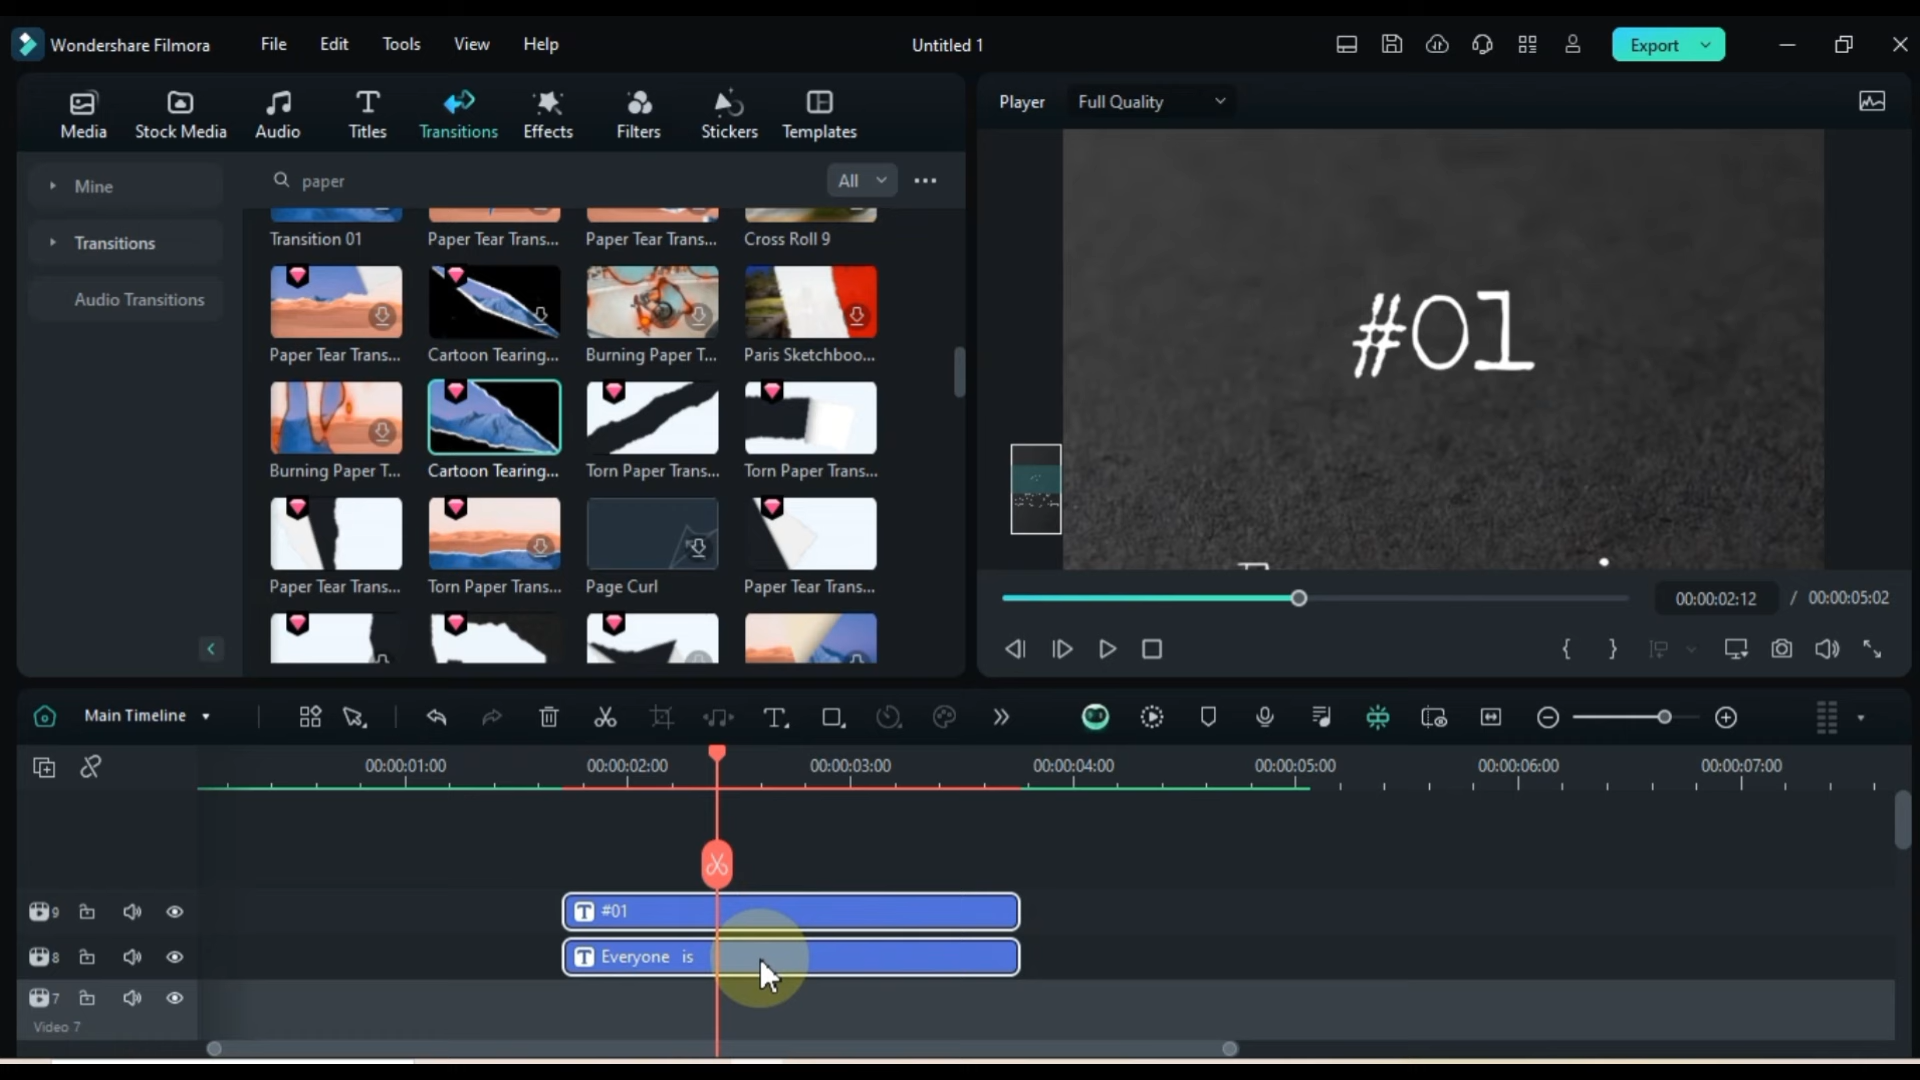 Wondershare Filmora File Edit Tools View Help Untitled 1 Export
Media Stock Media Audio Titles Transitions Effects Filters Stickers Templates
Player Full Quality
Mine
Transitions
Audio Transitions
paper All
Transition 01 Paper Tear Trans... Paper Tear Trans... Cross Roll 9
Paper Tear Trans... Cartoon Tearing... Burning Paper T... Paris Sketchboo...
Burning Paper T... Cartoon Tearing... Torn Paper Trans... Torn Paper Trans...
Paper Tear Trans... Torn Paper Trans... Page Curl Paper Tear Trans...
#01
00:00:02:12 / 00:00:05:02
Main Timeline
00:00:01:00 00:00:02:00 00:00:03:00 00:00:04:00 00:00:05:00 00:00:06:00 00:00:07:00
9 T #01
8 T Everyone is
7
Video 7